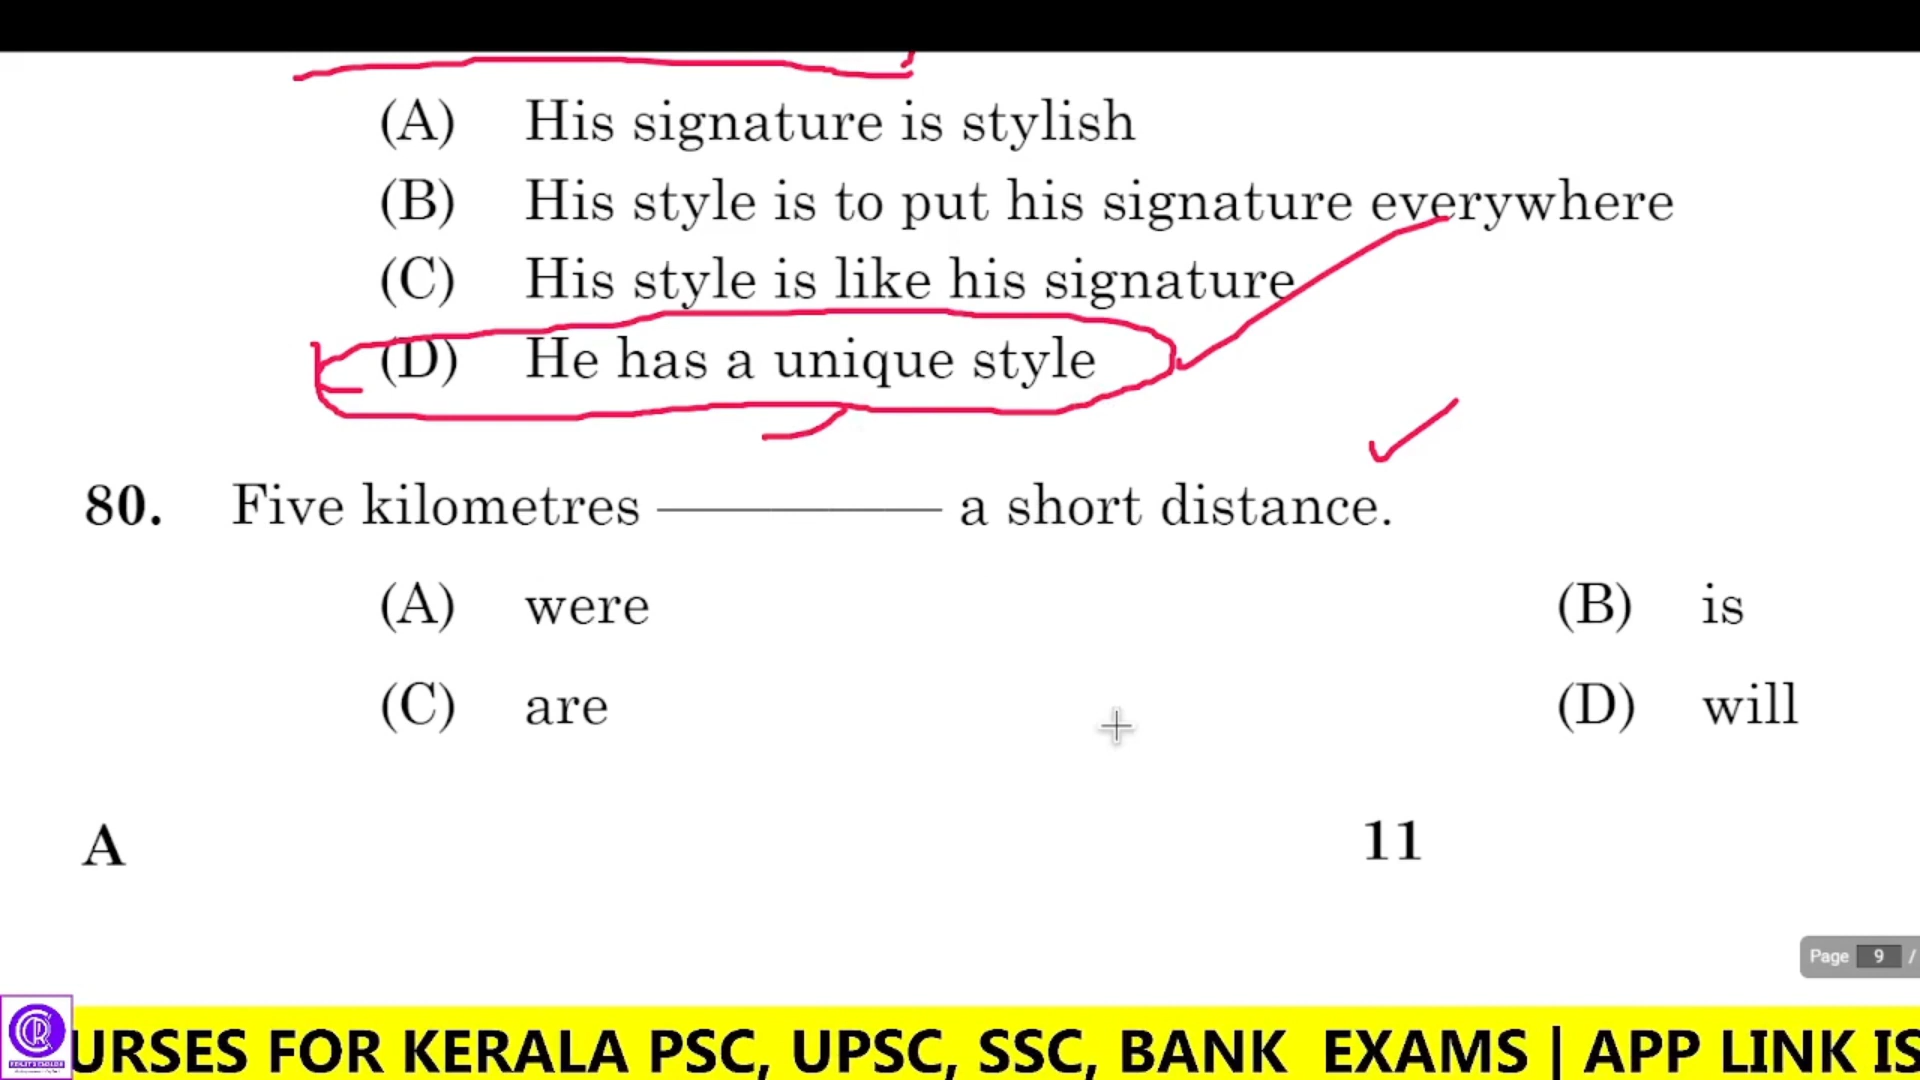 (A) His signature is stylish
(B) His style is to put his signature everywhere
(C) His style is like his signature
(D) He has a unique style
80. Five kilometres ———— a short distance.
(A) were (B) is
(C) are (D) will
A 11
Page 9 /
URSES FOR KERALA PSC, UPSC, SSC, BANK EXAMS | APP LINK IS